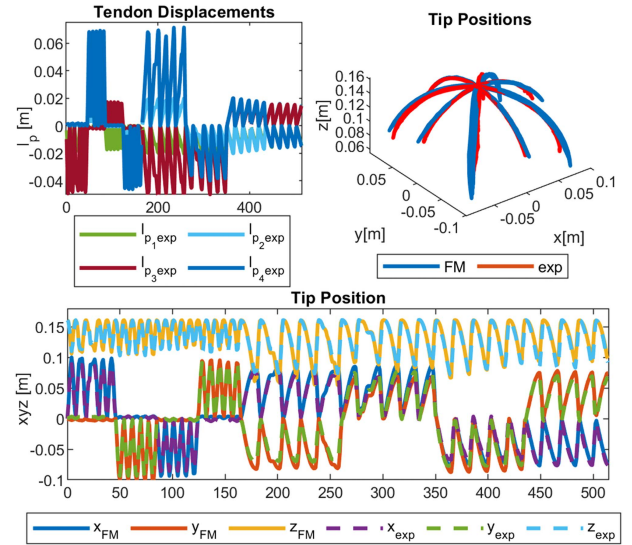 Tendon Displacements
0.06
0.04
0.02
0
-0.02
-0.04
l_p [m]
0
200
400
l_p1exp
l_p2exp
l_p3exp
l_p4exp
Tip Positions
0.16
0.14
0.12
0.1
0.08
0.06
z[m]
0.05
0
-0.05
-0.1
y[m]
-0.05
0
0.05
0.1
x[m]
FM
exp
Tip Position
0.15
0.1
0.05
0
-0.05
-0.1
xyz [m]
0
50
100
150
200
250
300
350
400
450
500
x_FM
y_FM
z_FM
x_exp
y_exp
z_exp